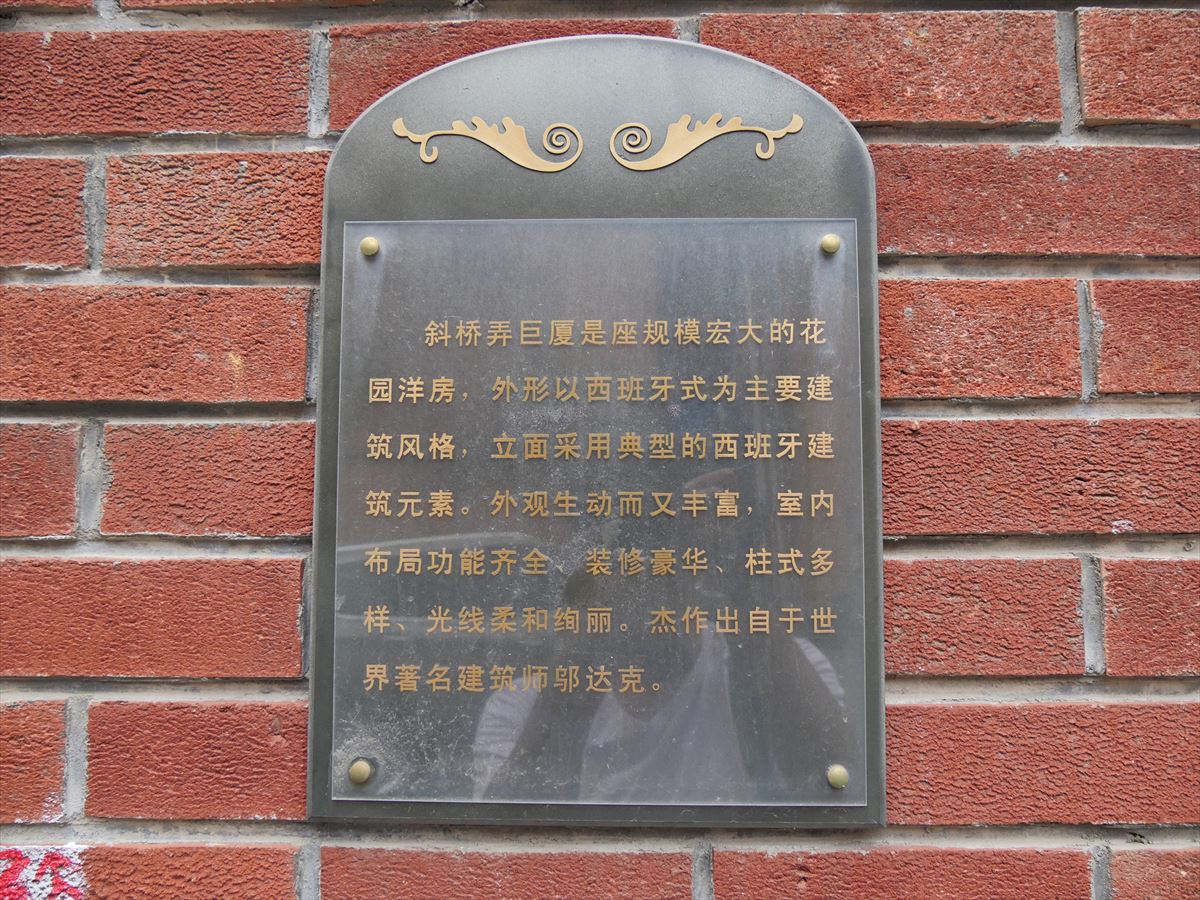 斜桥弄巨厦是座规模宏大的花
园洋房，外形以西班牙式为主要建
筑风格，立面采用典型的西班牙建
筑元素。外观生动而又丰富，室内
布局功能齐全、装修豪华、柱式多
样、光线柔和绚丽。杰作出自于世
界著名建筑师邬达克。